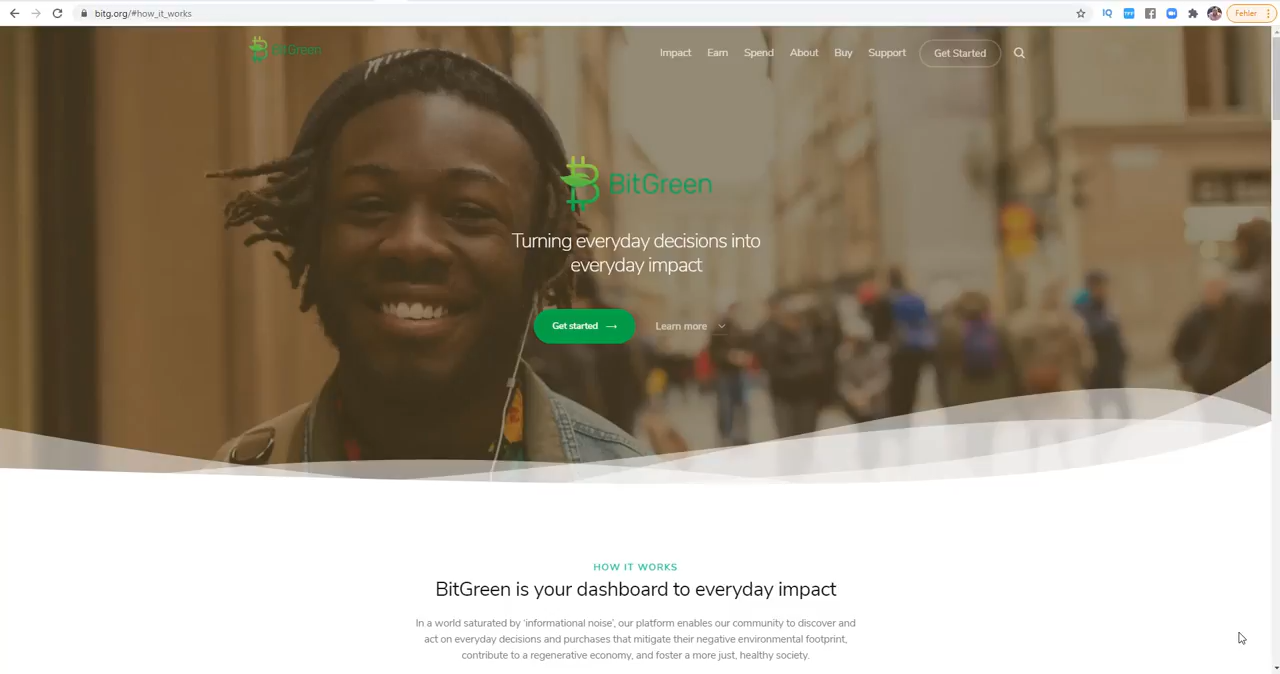 bitg.org/#how_it_works
Fehler
BitGreen
Impact Earn Spend About Buy Support Get Started
BitGreen
Turning everyday decisions into
everyday impact
Get started → Learn more
HOW IT WORKS
BitGreen is your dashboard to everyday impact
In a world saturated by ‘informational noise’, our platform enables our community to discover and
act on everyday decisions and purchases that mitigate their negative environmental footprint,
contribute to a regenerative economy, and foster a more just, healthy society.